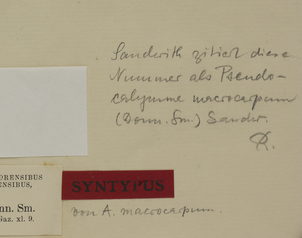 Sandwith zitiert diese
Nummer als Pseudo-
calymma macrocarpum
(Donn. Sm.) Sandw.
R.
ORENSIBUS
ENSIBUS,
nn. Sm.
Gaz. xl. 9.
SYNTYPUS
von A. macrocarpum.